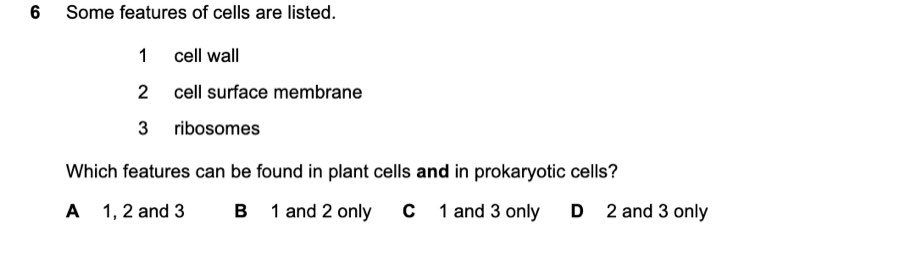 6 Some features of cells are listed.
1 cell wall
2 cell surface membrane
3 ribosomes
Which features can be found in plant cells and in prokaryotic cells?
A 1, 2 and 3 B 1 and 2 only C 1 and 3 only D 2 and 3 only